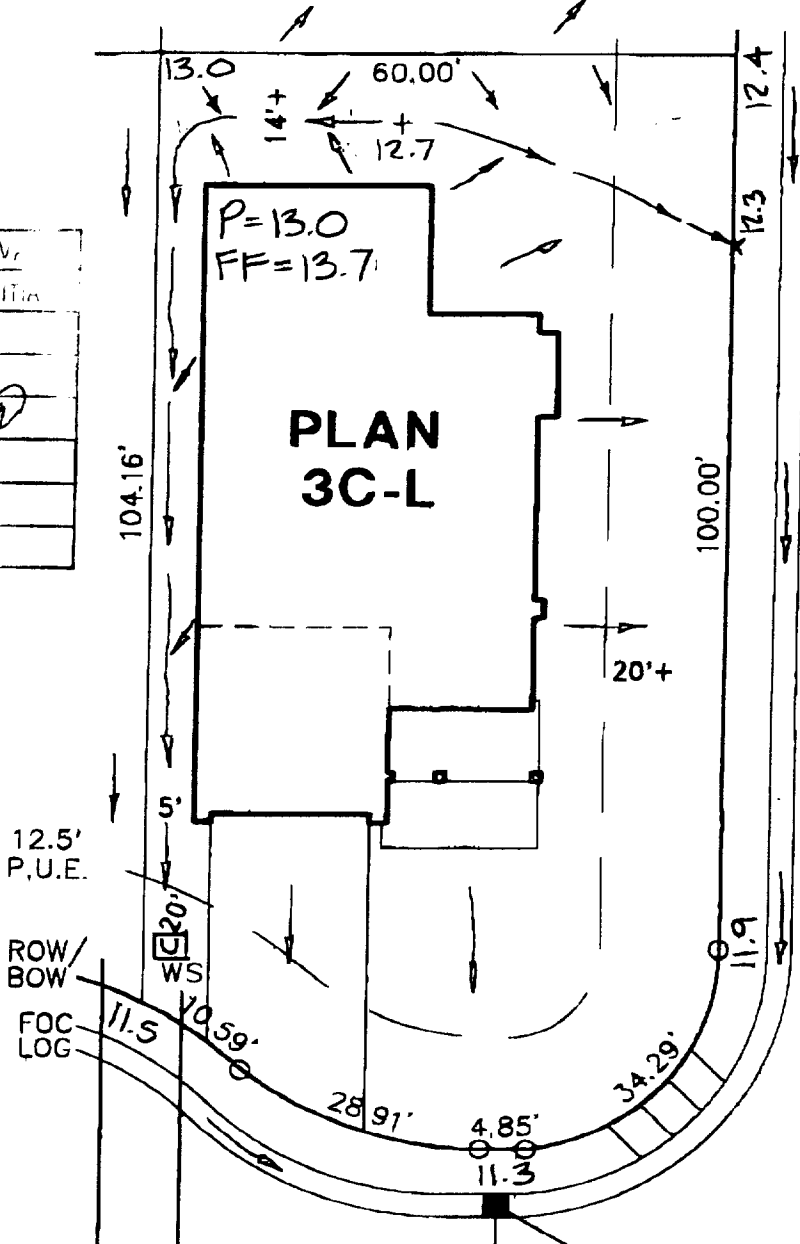 13.0
60.00'
12.4
14'+
12.7
12.3
P=13.0
FF=13.7
PLAN
3C-L
104.16'
100.00'
20'+
5'
12.5'
P.U.E.
20'
U
WS
11.9
ROW/
BOW
11.5
10.59'
FOC
LOG
34.29'
28.91'
4.85'
11.3